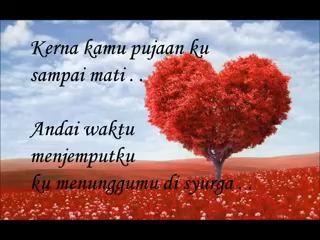 Kerna kamu pujaan ku
sampai mati . .
Andai waktu
menjemputku
ku menunggumu di syurga . .